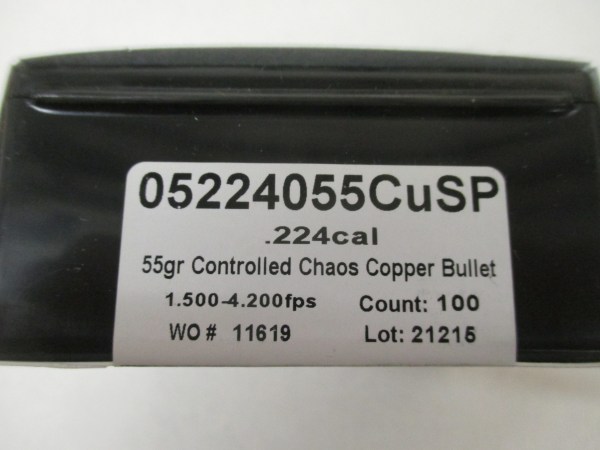 05224055CuSP
.224cal
55gr Controlled Chaos Copper Bullet
1.500-4.200fps Count: 100
WO # 11619 Lot: 21215